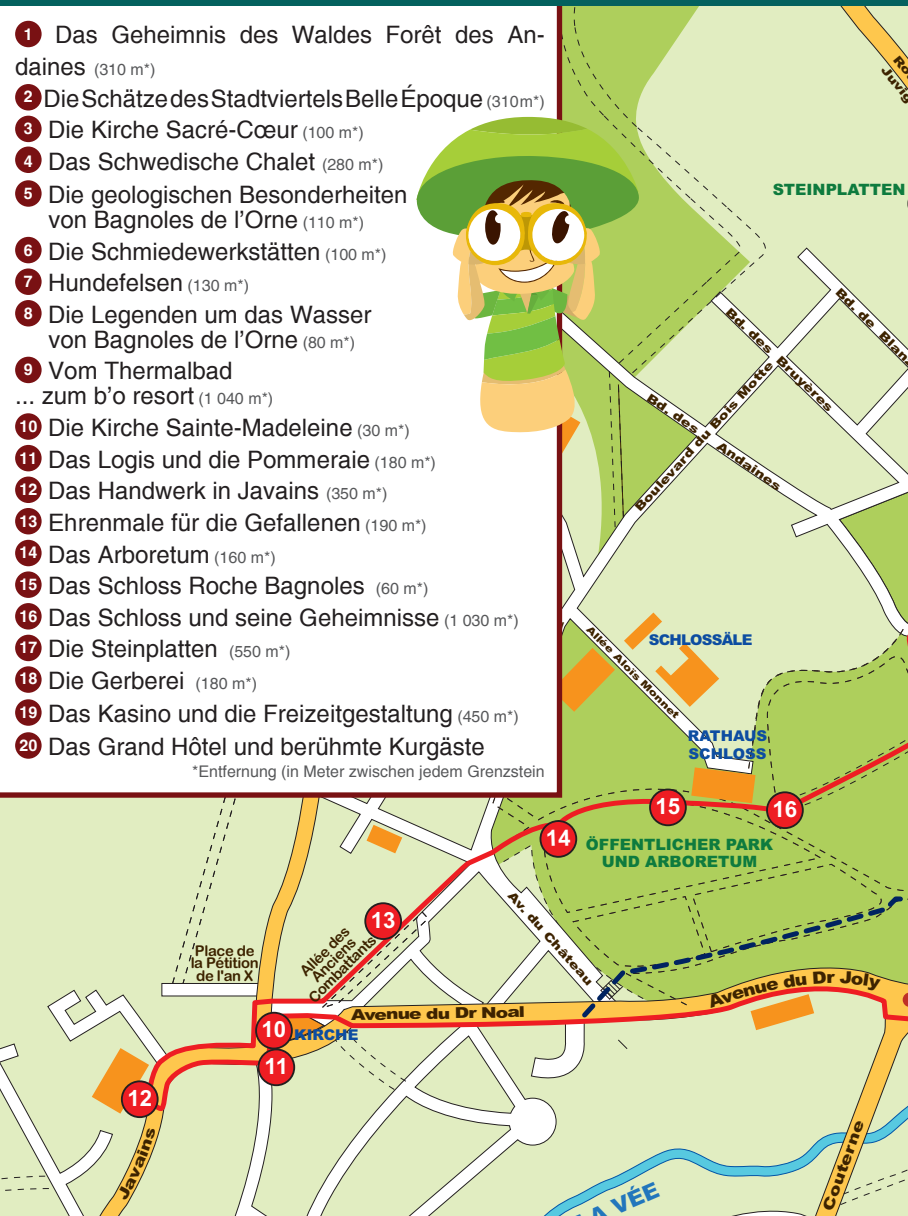 1 Das Geheimnis des Waldes Forêt des An-
daines (310 m*)
2 Die Schätze des Stadtviertels Belle Époque (310m*)
3 Die Kirche Sacré-Cœur (100 m*)
4 Das Schwedische Chalet (280 m*)
5 Die geologischen Besonderheiten
von Bagnoles de l'Orne (110 m*)
6 Die Schmiedewerkstätten (100 m*)
7 Hundefelsen (130 m*)
8 Die Legenden um das Wasser
von Bagnoles de l'Orne (80 m*)
9 Vom Thermalbad
... zum b'o resort (1 040 m*)
10 Die Kirche Sainte-Madeleine (30 m*)
11 Das Logis und die Pommeraie (180 m*)
12 Das Handwerk in Javains (350 m*)
13 Ehrenmale für die Gefallenen (190 m*)
14 Das Arboretum (160 m*)
15 Das Schloss Roche Bagnoles (60 m*)
16 Das Schloss und seine Geheimnisse (1 030 m*)
17 Die Steinplatten (550 m*)
18 Die Gerberei (180 m*)
19 Das Kasino und die Freizeitgestaltung (450 m*)
20 Das Grand Hôtel und berühmte Kurgäste
*Entfernung (in Meter zwischen jedem Grenzstein
STEINPLATTEN
Bd. de Blanz
Bd. des Bruyères
Boulevard du Bois Motte
Bd. des Andaines
Allée Aloïs Monnet
SCHLOSSÄLE
RATHAUS
SCHLOSS
14
15
16
ÖFFENTLICHER PARK
UND ARBORETUM
13
Allée des
Anciens
Combattants
Av. du Château
Place de
la Pétition
de l'an X
Avenue du Dr Noal
Avenue du Dr Joly
10
KIRCHE
11
12
Javains
Couterne
LA VÉE